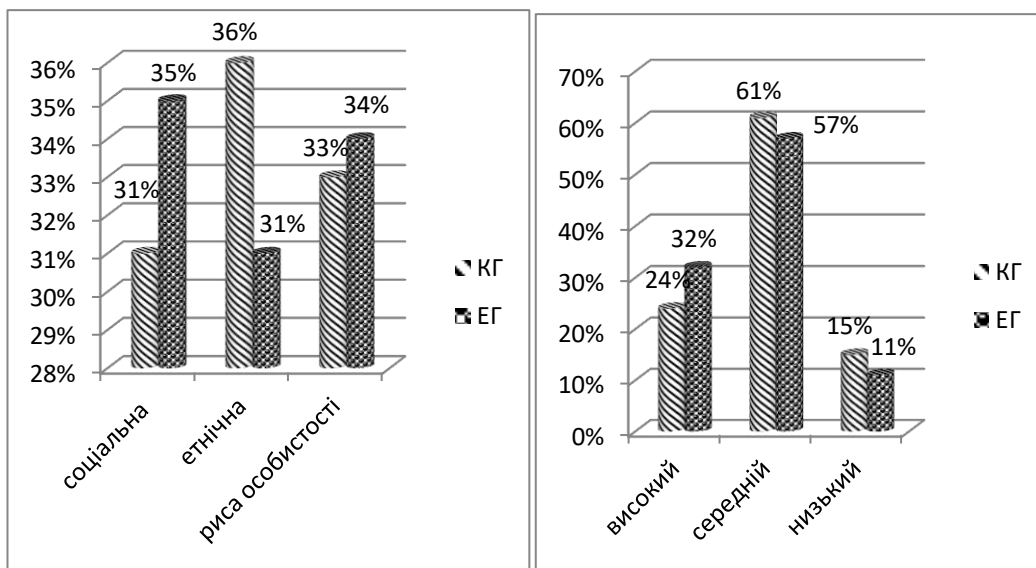 36%
35%
34%
33%
32%
31%
30%
29%
28%
31%
35%
36%
31%
33%
34%
соціальна
етнічна
риса особистості
КГ
ЕГ
70%
60%
50%
40%
30%
20%
10%
0%
24%
32%
61%
57%
15%
11%
високий
середній
низький
КГ
ЕГ